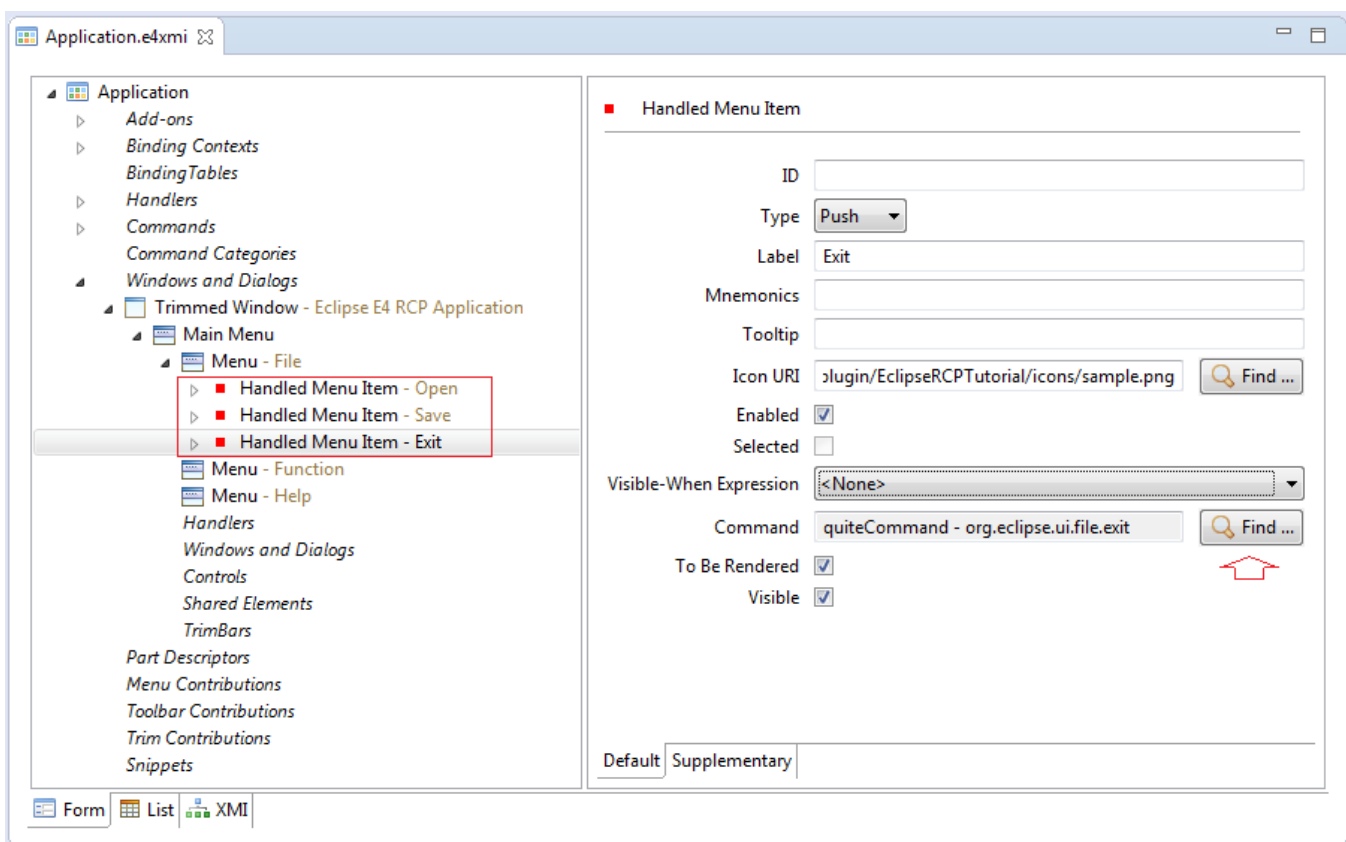 Application.e4xmi
Application
Add-ons
Binding Contexts
BindingTables
Handlers
Commands
Command Categories
Windows and Dialogs
Trimmed Window - Eclipse E4 RCP Application
Main Menu
Menu - File
Handled Menu Item - Open
Handled Menu Item - Save
Handled Menu Item - Exit
Menu - Function
Menu - Help
Handlers
Windows and Dialogs
Controls
Shared Elements
TrimBars
Part Descriptors
Menu Contributions
Toolbar Contributions
Trim Contributions
Snippets
Handled Menu Item
ID
Type Push
Label Exit
Mnemonics
Tooltip
Icon URI plugin/EclipseRCPTutorial/icons/sample.png Find ...
Enabled
Selected
Visible-When Expression <None>
Command quiteCommand - org.eclipse.ui.file.exit Find ...
To Be Rendered
Visible
Default Supplementary
Form List XMI